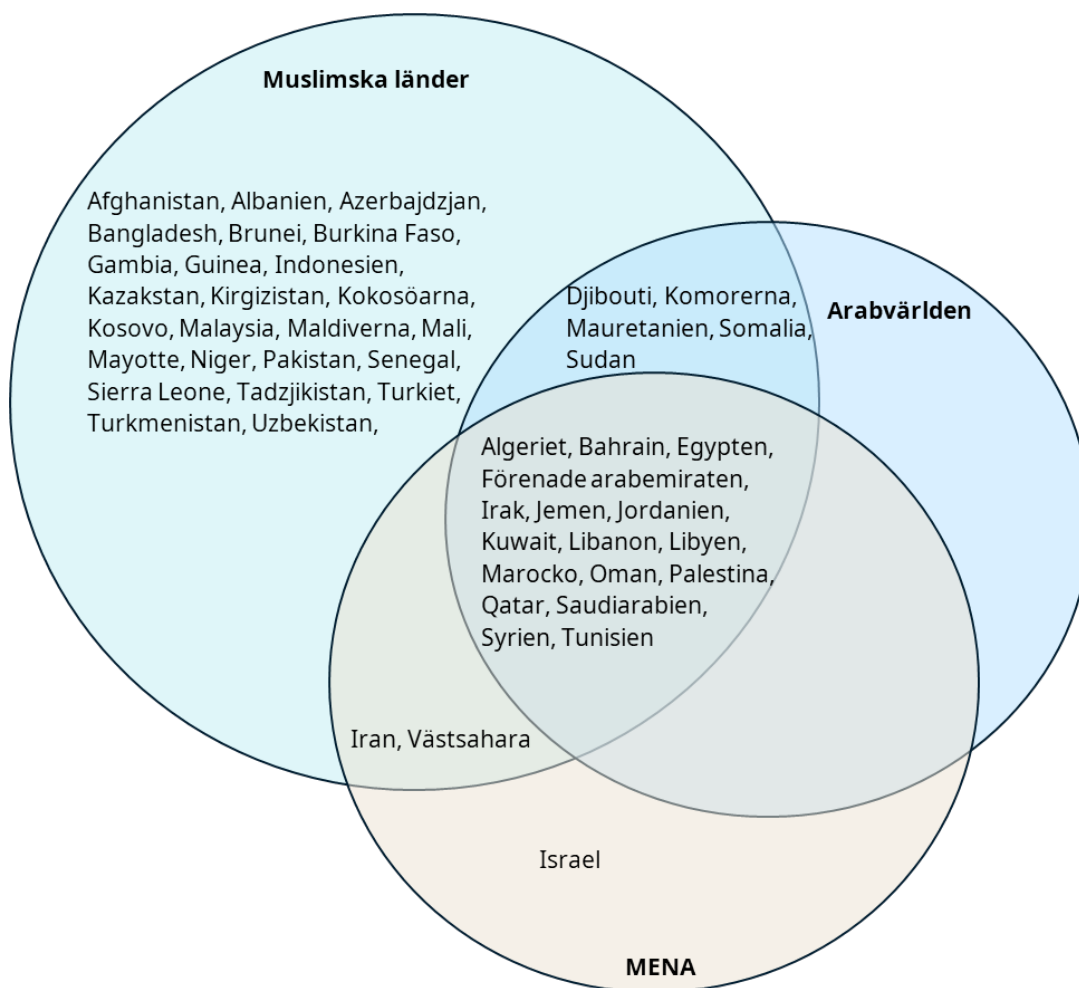 Muslimska länder
Afghanistan, Albanien, Azerbajdzjan,
Bangladesh, Brunei, Burkina Faso,
Gambia, Guinea, Indonesien,
Kazakstan, Kirgizistan, Kokosöarna,
Kosovo, Malaysia, Maldiverna, Mali,
Mayotte, Niger, Pakistan, Senegal,
Sierra Leone, Tadzjikistan, Turkiet,
Turkmenistan, Uzbekistan,
Djibouti, Komorerna,
Mauretanien, Somalia,
Sudan
Arabvärlden
Algeriet, Bahrain, Egypten,
Förenade arabemiraten,
Irak, Jemen, Jordanien,
Kuwait, Libanon, Libyen,
Marocko, Oman, Palestina,
Qatar, Saudiarabien,
Syrien, Tunisien
Iran, Västsahara
Israel
MENA